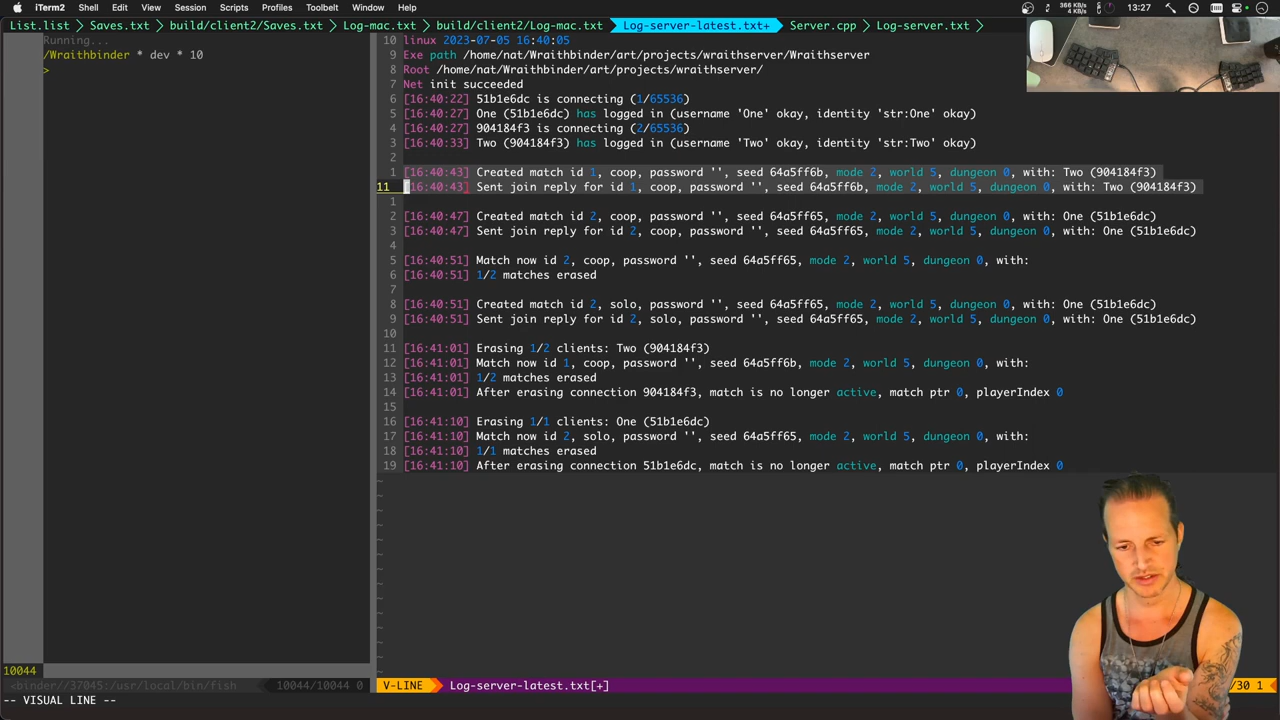 iTerm2 Shell Edit View Session Scripts Profiles Toolbelt Window Help 366 KB/s 4 KB/s 13:27
List.list Saves.txt build/client2/Saves.txt Log-mac.txt build/client2/Log-mac.txt Log-server-latest.txt+ Server.cpp Log-server.txt
Running...
/Wraithbinder * dev * 10
>
10 linux 2023-07-05 16:40:05
9 Exe path /home/nat/Wraithbinder/art/projects/wraithserver/Wraithserver
8 Root /home/nat/Wraithbinder/art/projects/wraithserver/
7 Net init succeeded
6 [16:40:22] 51b1e6dc is connecting (1/65536)
5 [16:40:27] One (51b1e6dc) has logged in (username 'One' okay, identity 'str:One' okay)
4 [16:40:27] 904184f3 is connecting (2/65536)
3 [16:40:33] Two (904184f3) has logged in (username 'Two' okay, identity 'str:Two' okay)
2
1 [16:40:43] Created match id 1, coop, password '', seed 64a5ff6b, mode 2, world 5, dungeon 0, with: Two (904184f3)
11 [16:40:43] Sent join reply for id 1, coop, password '', seed 64a5ff6b, mode 2, world 5, dungeon 0, with: Two (904184f3)
1
2 [16:40:47] Created match id 2, coop, password '', seed 64a5ff65, mode 2, world 5, dungeon 0, with: One (51b1e6dc)
3 [16:40:47] Sent join reply for id 2, coop, password '', seed 64a5ff65, mode 2, world 5, dungeon 0, with: One (51b1e6dc)
4
5 [16:40:51] Match now id 2, coop, password '', seed 64a5ff65, mode 2, world 5, dungeon 0, with:
6 [16:40:51] 1/2 matches erased
7
8 [16:40:51] Created match id 2, solo, password '', seed 64a5ff65, mode 2, world 5, dungeon 0, with: One (51b1e6dc)
9 [16:40:51] Sent join reply for id 2, solo, password '', seed 64a5ff65, mode 2, world 5, dungeon 0, with: One (51b1e6dc)
10
11 [16:41:01] Erasing 1/2 clients: Two (904184f3)
12 [16:41:01] Match now id 1, coop, password '', seed 64a5ff6b, mode 2, world 5, dungeon 0, with:
13 [16:41:01] 1/2 matches erased
14 [16:41:01] After erasing connection 904184f3, match is no longer active, match ptr 0, playerIndex 0
15
16 [16:41:10] Erasing 1/1 clients: One (51b1e6dc)
17 [16:41:10] Match now id 2, solo, password '', seed 64a5ff65, mode 2, world 5, dungeon 0, with:
18 [16:41:10] 1/1 matches erased
19 [16:41:10] After erasing connection 51b1e6dc, match is no longer active, match ptr 0, playerIndex 0
10044
<binder//37045:/usr/local/bin/fish 10044/10044 0 V-LINE Log-server-latest.txt[+] /30 1
-- VISUAL LINE --